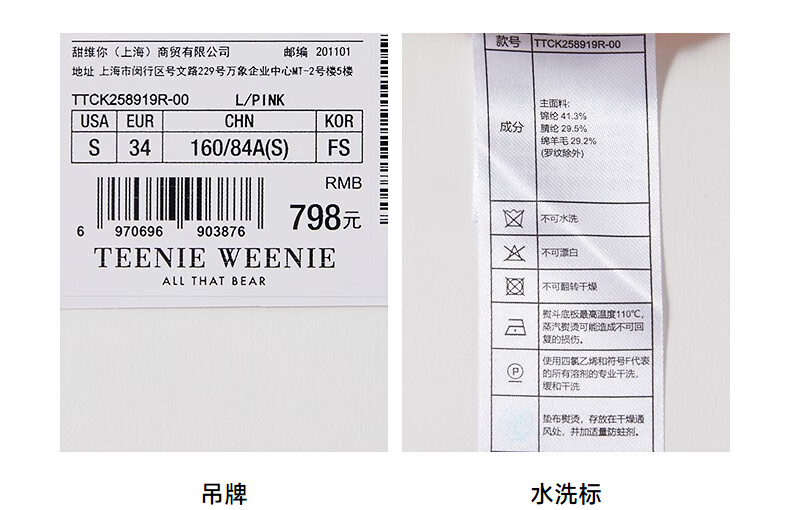 甜维你（上海）商贸有限公司 邮编 201101
地址 上海市闵行区号文路229号万象企业中心MT-2号楼5楼
TTCK258919R-00 L/PINK
USA EUR CHN KOR
S 34 160/84A(S) FS
RMB
798元
6 970696 903876
TEENIE WEENIE
ALL THAT BEAR
吊牌
款号 TTCK258919R-00
成分
主面料:
锦纶 41.3%
腈纶 29.5%
绵羊毛 29.2%
(罗纹除外)
不可水洗
不可漂白
不可翻转干燥
熨斗底板最高温度110℃,
蒸汽熨烫可能造成不可回
复的损伤。
P
使用四氯乙烯和符号F代表
的所有溶剂的专业干洗,
缓和干洗
垫布熨烫，存放在干燥通
风处，并加适量防蛀剂.
水洗标